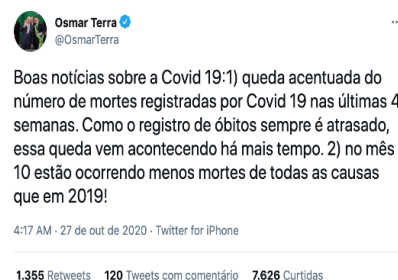 Osmar Terra
@OsmarTerra
Boas notícias sobre a Covid 19:1) queda acentuada do
número de mortes registradas por Covid 19 nas últimas 4
semanas. Como o registro de óbitos sempre é atrasado,
essa queda vem acontecendo há mais tempo. 2) no mês
10 estão ocorrendo menos mortes de todas as causas
que em 2019!
4:17 AM · 27 de out de 2020 · Twitter for iPhone
1.355 Retweets 120 Tweets com comentário 7.626 Curtidas